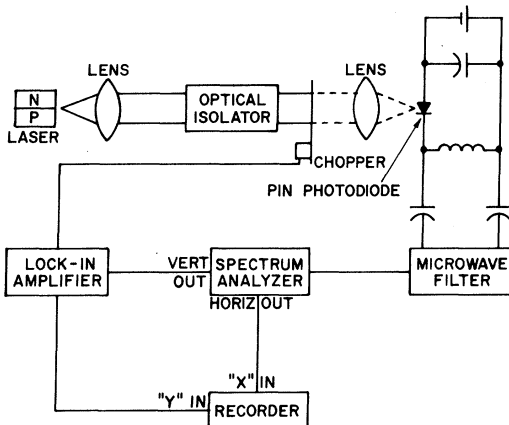 LENS
LENS
N
P
LASER
OPTICAL
ISOLATOR
CHOPPER
PIN PHOTODIODE
LOCK-IN
AMPLIFIER
VERT
OUT
SPECTRUM
ANALYZER
HORIZ OUT
MICROWAVE
FILTER
"X" IN
"Y" IN
RECORDER